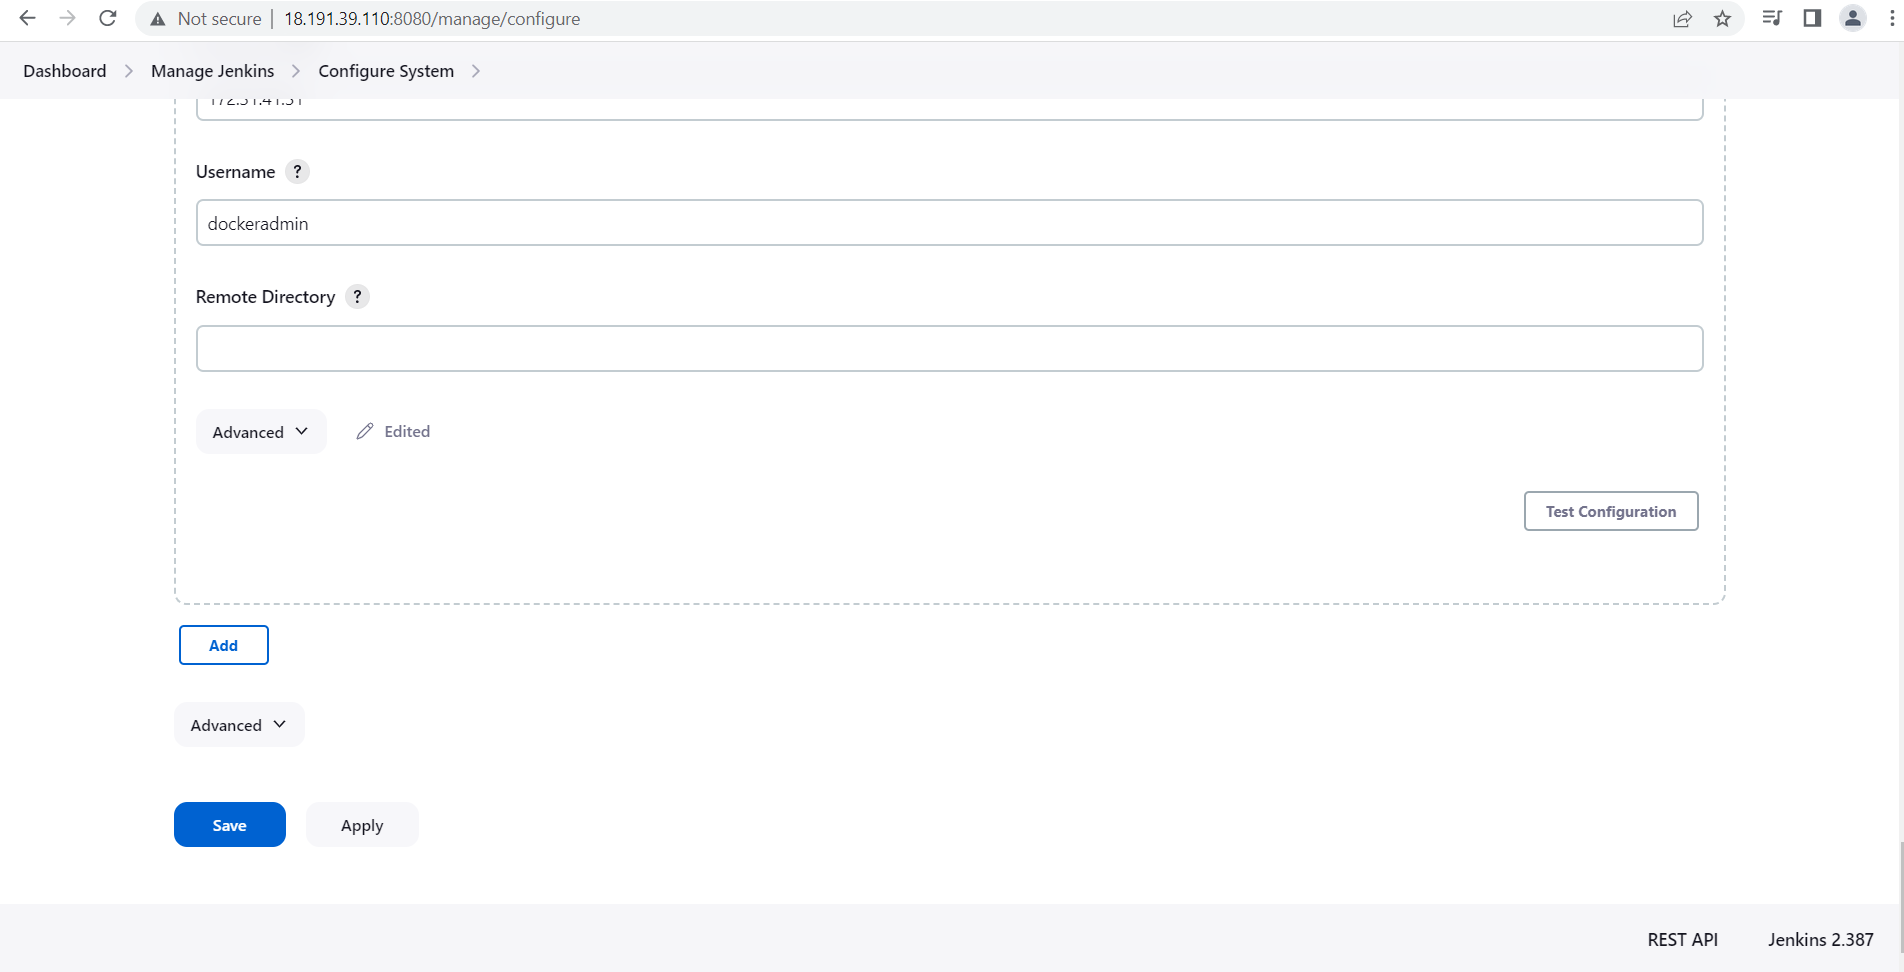 Not secure | 18.191.39.110:8080/manage/configure
Dashboard > Manage Jenkins > Configure System >
Username ?
dockeradmin
Remote Directory ?
Advanced Edited
Test Configuration
Add
Advanced
Save Apply
REST API Jenkins 2.387